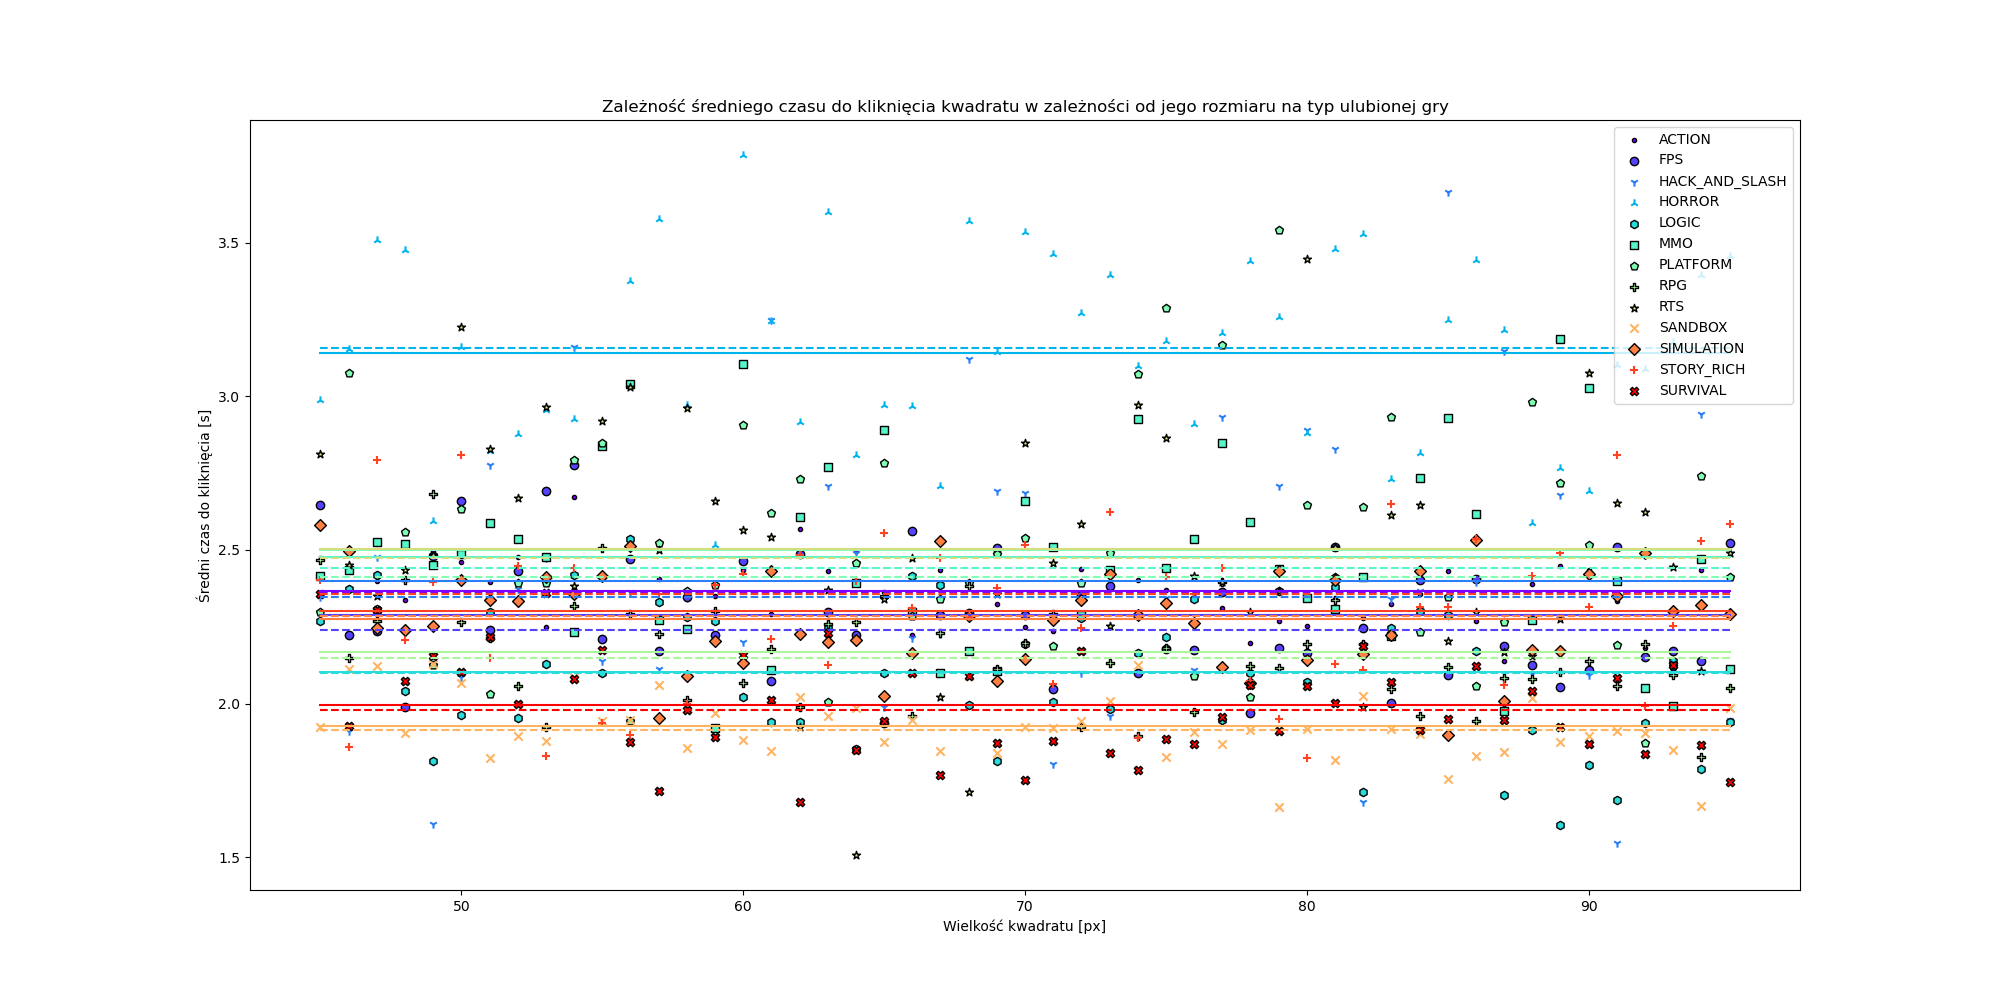 Zależność średniego czasu do kliknięcia kwadratu w zależności od jego rozmiaru na typ ulubionej gry
ACTION
FPS
HACK_AND_SLASH
HORROR
LOGIC
MMO
PLATFORM
RPG
RTS
SANDBOX
SIMULATION
STORY_RICH
SURVIVAL
Średni czas do kliknięcia [s]
3.5
3.0
2.5
2.0
1.5
50
60
70
80
90
Wielkość kwadratu [px]